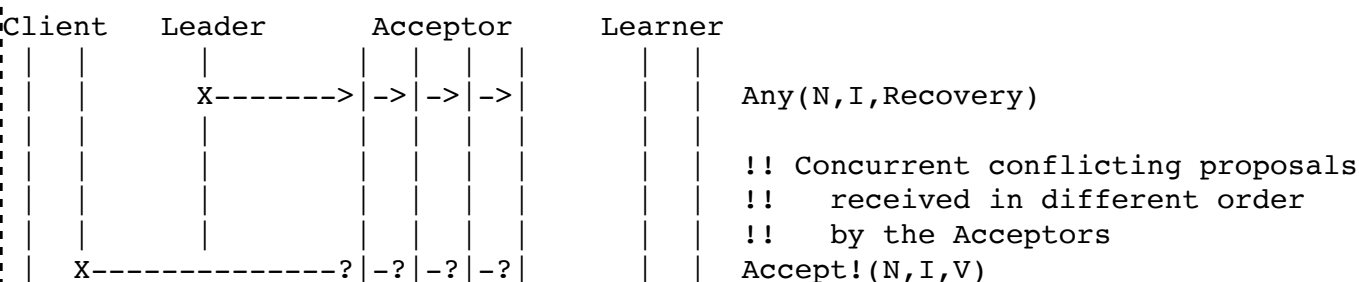 Client   Leader      Acceptor     Learner
 |   |      |       |  |  |  |      |  |
 |   |      X------->|->|->|->|      |  |  Any(N,I,Recovery)
 |   |      |       |  |  |  |      |  |
 |   |      |       |  |  |  |      |  |  !! Concurrent conflicting proposals
 |   |      |       |  |  |  |      |  |  !!   received in different order
 |   |      |       |  |  |  |      |  |  !!   by the Acceptors
 |   X--------------?|-?|-?|-?|      |  |  Accept!(N,I,V)